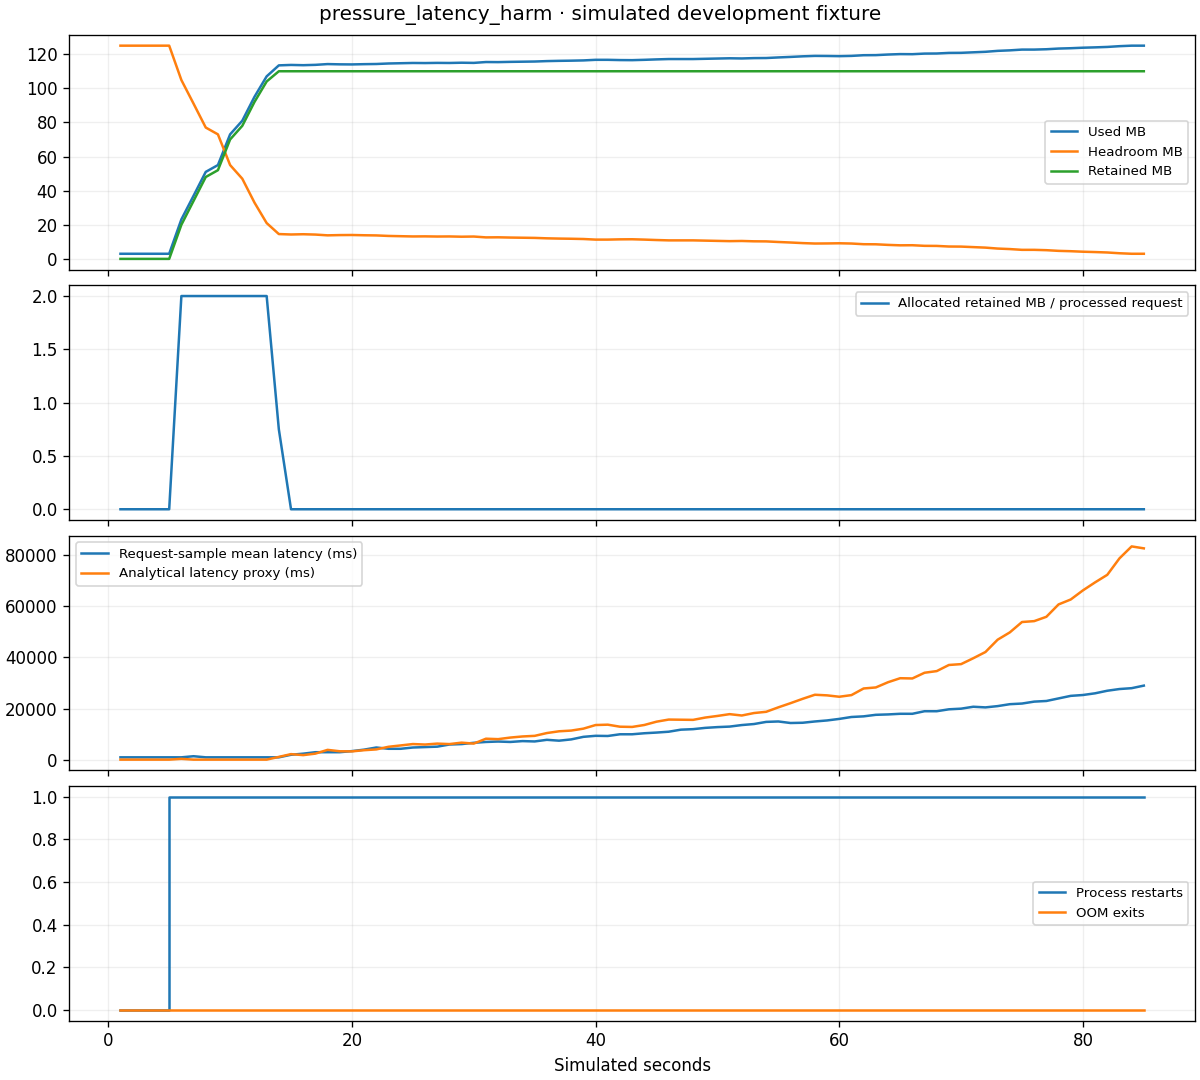 pressure_latency_harm · simulated development fixture
120
100
80
60
40
20
0
Used MB
Headroom MB
Retained MB
2.0
1.5
1.0
0.5
0.0
Allocated retained MB / processed request
80000
60000
40000
20000
0
Request-sample mean latency (ms)
Analytical latency proxy (ms)
1.0
0.8
0.6
0.4
0.2
0.0
Process restarts
OOM exits
0 20 40 60 80
Simulated seconds